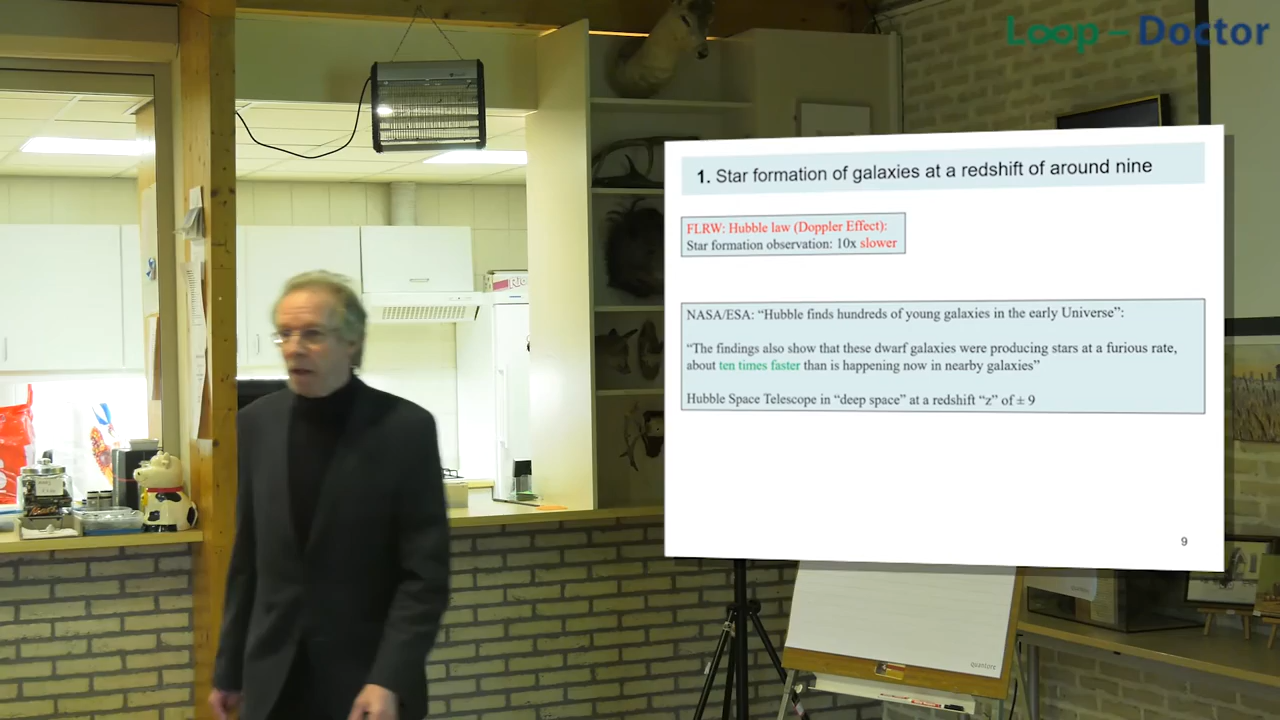 Loop – Doctor
1. Star formation of galaxies at a redshift of around nine
FLRW: Hubble law (Doppler Effect):
Star formation observation: 10x slower
NASA/ESA: “Hubble finds hundreds of young galaxies in the early Universe”:
“The findings also show that these dwarf galaxies were producing stars at a furious rate,
about ten times faster than is happening now in nearby galaxies”
Hubble Space Telescope in “deep space” at a redshift “z” of ± 9
9
quantore